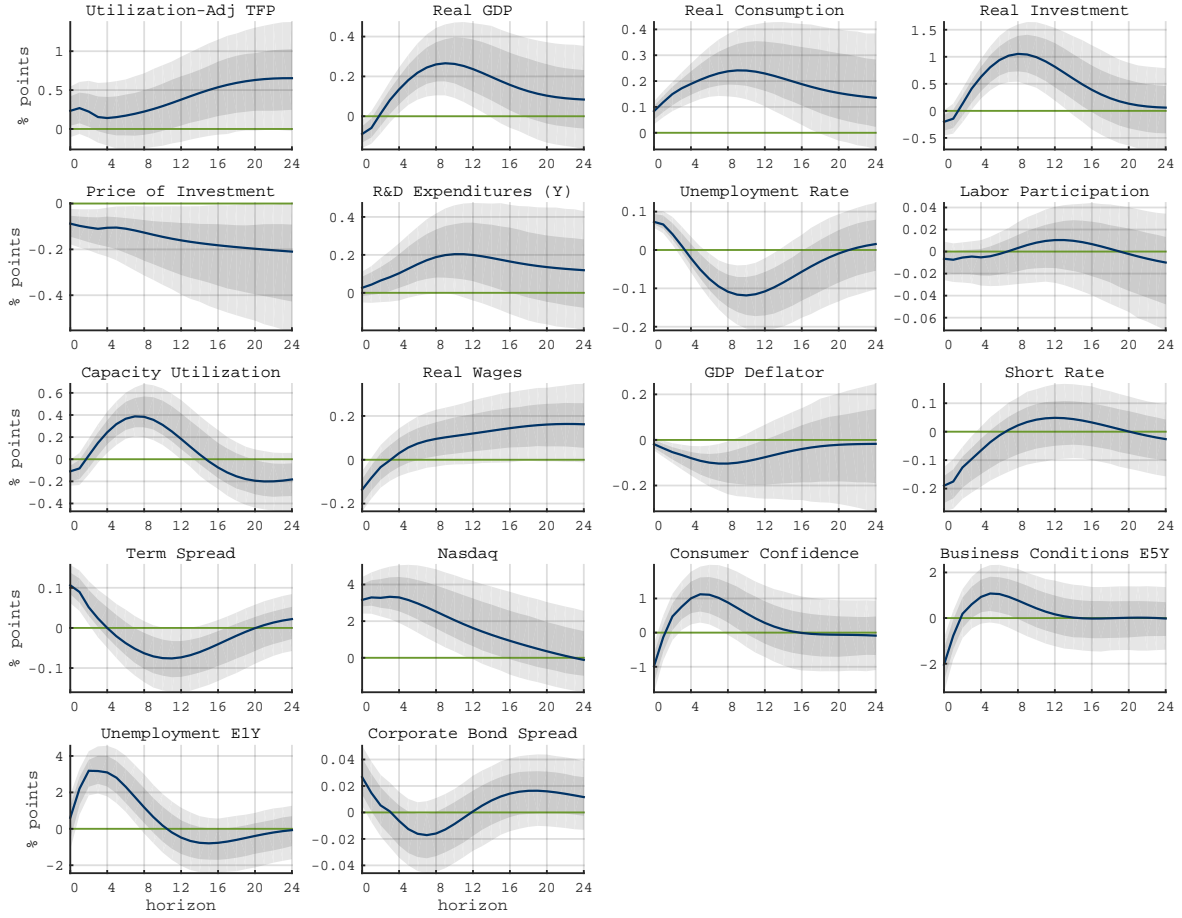 Utilization-Adj TFP
% points
1
0.5
0
0 4 8 12 16 20 24
Real GDP
0.4
0.2
0
0 4 8 12 16 20 24
Real Consumption
0.4
0.3
0.2
0.1
0
0 4 8 12 16 20 24
Real Investment
1.5
1
0.5
0
-0.5
0 4 8 12 16 20 24
Price of Investment
% points
0
-0.2
-0.4
0 4 8 12 16 20 24
R&D Expenditures (Y)
0.4
0.2
0
0 4 8 12 16 20 24
Unemployment Rate
0.1
0
-0.1
-0.2
0 4 8 12 16 20 24
Labor Participation
0.04
0.02
0
-0.02
-0.04
-0.06
0 4 8 12 16 20 24
Capacity Utilization
% points
0.6
0.4
0.2
0
-0.2
-0.4
0 4 8 12 16 20 24
Real Wages
0.2
0
-0.2
0 4 8 12 16 20 24
GDP Deflator
0.2
0
-0.2
0 4 8 12 16 20 24
Short Rate
0.1
0
-0.1
-0.2
0 4 8 12 16 20 24
Term Spread
% points
0.1
0
-0.1
0 4 8 12 16 20 24
Nasdaq
4
2
0
0 4 8 12 16 20 24
Consumer Confidence
1
0
-1
0 4 8 12 16 20 24
Business Conditions E5Y
2
0
-2
0 4 8 12 16 20 24
Unemployment E1Y
% points
4
2
0
-2
0 4 8 12 16 20 24
horizon
Corporate Bond Spread
0.04
0.02
0
-0.02
-0.04
0 4 8 12 16 20 24
horizon